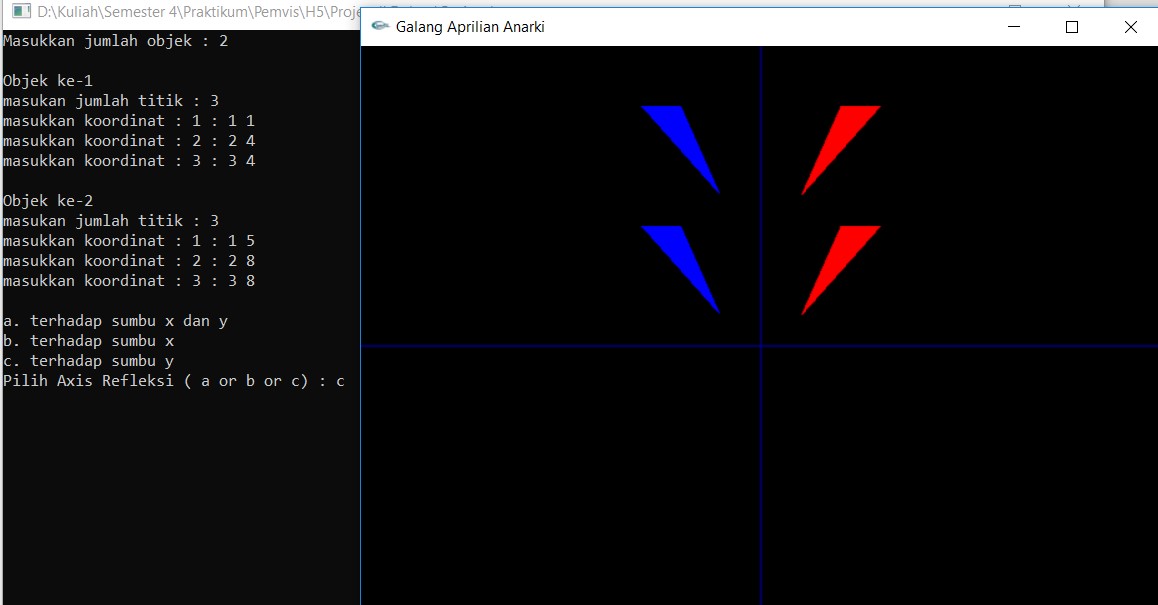 D:\Kuliah\Semester 4\Praktikum\Pemvis\H5\Proje
Galang Aprilian Anarki
Masukkan jumlah objek : 2
Objek ke-1
masukan jumlah titik : 3
masukkan koordinat : 1 : 1 1
masukkan koordinat : 2 : 2 4
masukkan koordinat : 3 : 3 4
Objek ke-2
masukan jumlah titik : 3
masukkan koordinat : 1 : 1 5
masukkan koordinat : 2 : 2 8
masukkan koordinat : 3 : 3 8
a. terhadap sumbu x dan y
b. terhadap sumbu x
c. terhadap sumbu y
Pilih Axis Refleksi ( a or b or c) : c